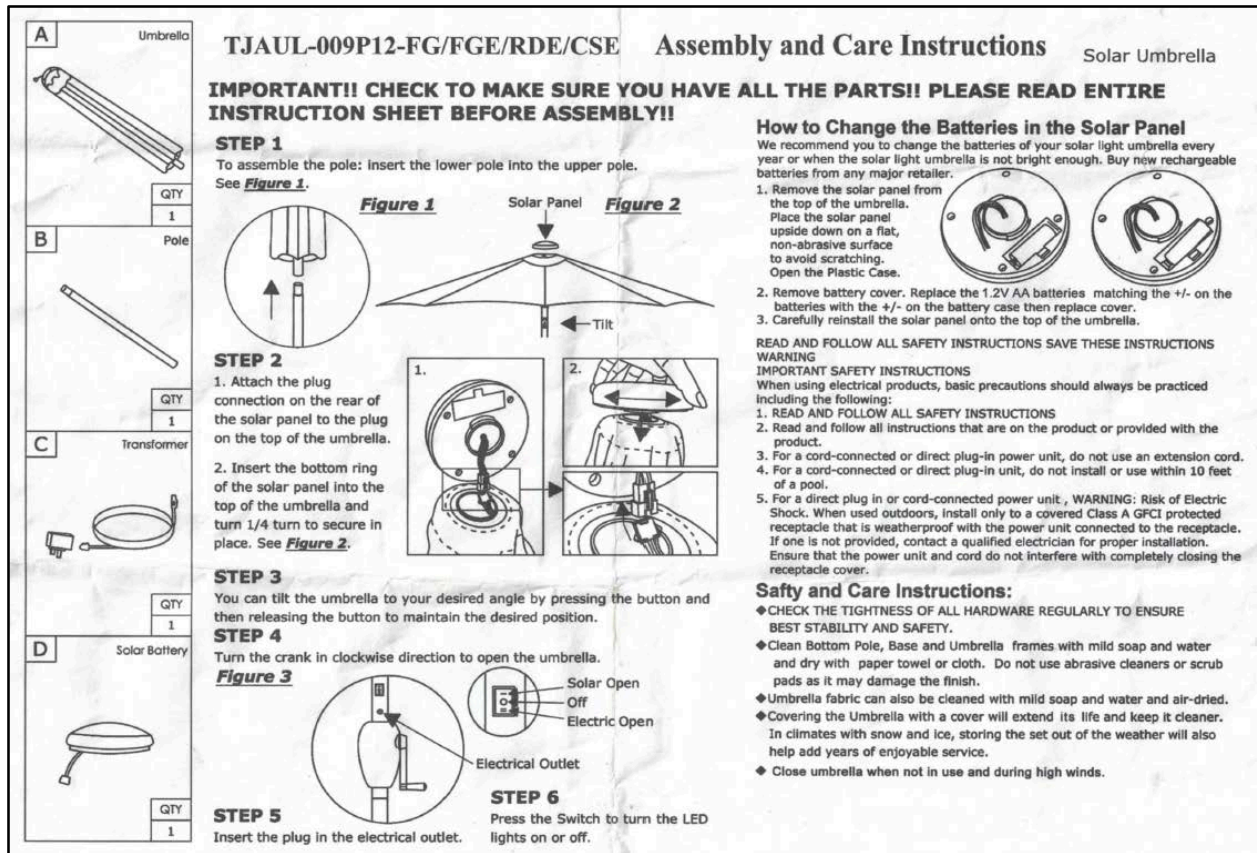 A
Umbrella
QTY
1
B
Pole
QTY
1
C
Transformer
QTY
1
D
Solar Battery
QTY
1
TJAUL-009P12-FG/FGE/RDE/CSE Assembly and Care Instructions Solar Umbrella
IMPORTANT!! CHECK TO MAKE SURE YOU HAVE ALL THE PARTS!! PLEASE READ ENTIRE
INSTRUCTION SHEET BEFORE ASSEMBLY!!
STEP 1
To assemble the pole: insert the lower pole into the upper pole.
See Figure 1.
Figure 1
Solar Panel
Figure 2
Tilt
STEP 2
1. Attach the plug
connection on the rear of
the solar panel to the plug
on the top of the umbrella.
2. Insert the bottom ring
of the solar panel into the
top of the umbrella and
turn 1/4 turn to secure in
place. See Figure 2.
1.
2.
STEP 3
You can tilt the umbrella to your desired angle by pressing the button and
then releasing the button to maintain the desired position.
STEP 4
Turn the crank in clockwise direction to open the umbrella.
Figure 3
Solar Open
Off
Electric Open
Electrical Outlet
STEP 5
Insert the plug in the electrical outlet.
STEP 6
Press the Switch to turn the LED
lights on or off.
How to Change the Batteries in the Solar Panel
We recommend you to change the batteries of your solar light umbrella every
year or when the solar light umbrella is not bright enough. Buy new rechargeable
batteries from any major retailer.
1. Remove the solar panel from
the top of the umbrella.
Place the solar panel
upside down on a flat,
non-abrasive surface
to avoid scratching.
Open the Plastic Case.
2. Remove battery cover. Replace the 1.2V AA batteries matching the +/- on the
batteries with the +/- on the battery case then replace cover.
3. Carefully reinstall the solar panel onto the top of the umbrella.
READ AND FOLLOW ALL SAFETY INSTRUCTIONS SAVE THESE INSTRUCTIONS
WARNING
IMPORTANT SAFETY INSTRUCTIONS
When using electrical products, basic precautions should always be practiced
including the following:
1. READ AND FOLLOW ALL SAFETY INSTRUCTIONS
2. Read and follow all instructions that are on the product or provided with the
product.
3. For a cord-connected or direct plug-in power unit, do not use an extension cord.
4. For a cord-connected or direct plug-in unit, do not install or use within 10 feet
of a pool.
5. For a direct plug in or cord-connected power unit , WARNING: Risk of Electric
Shock. When used outdoors, install only to a covered Class A GFCI protected
receptacle that is weatherproof with the power unit connected to the receptacle.
If one is not provided, contact a qualified electrician for proper installation.
Ensure that the power unit and cord do not interfere with completely closing the
receptacle cover.
Safty and Care Instructions:
◆CHECK THE TIGHTNESS OF ALL HARDWARE REGULARLY TO ENSURE
BEST STABILITY AND SAFETY.
◆Clean Bottom Pole, Base and Umbrella frames with mild soap and water
and dry with paper towel or cloth. Do not use abrasive cleaners or scrub
pads as it may damage the finish.
◆Umbrella fabric can also be cleaned with mild soap and water and air-dried.
◆Covering the Umbrella with a cover will extend its life and keep it cleaner.
In climates with snow and ice, storing the set out of the weather will also
help add years of enjoyable service.
◆ Close umbrella when not in use and during high winds.